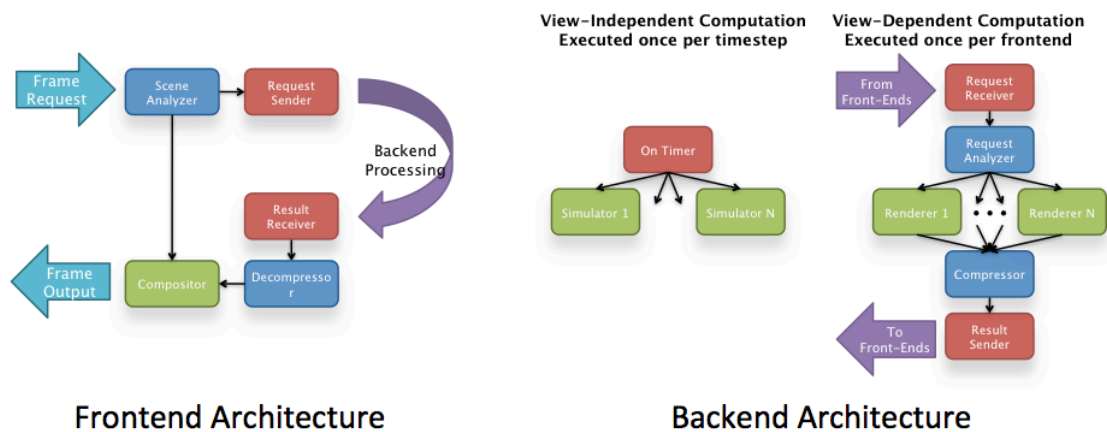 View-Independent Computation
Executed once per timestep
View-Dependent Computation
Executed once per frontend
Frame
Request
Scene
Analyzer
Request
Sender
Backend
Processing
Result
Receiver
Decompresso
r
Compositor
Frame
Output
Frontend Architecture
On Timer
Simulator 1
Simulator N
From
Front-Ends
Request
Receiver
Request
Analyzer
Renderer 1
Renderer N
Compressor
Result
Sender
To
Front-Ends
Backend Architecture